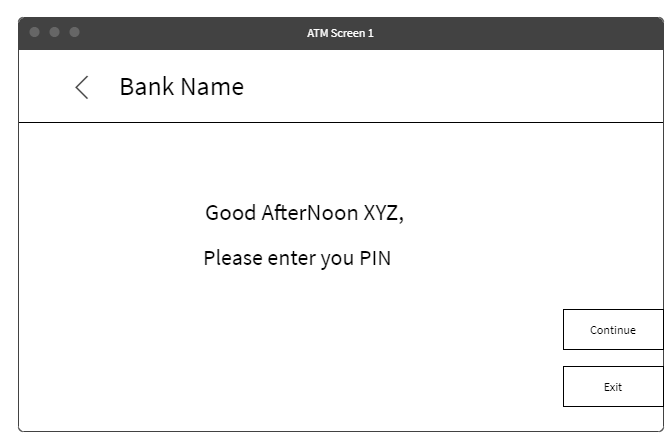 ATM Screen 1
Bank Name
Good AfterNoon XYZ,
Please enter you PIN
Continue
Exit